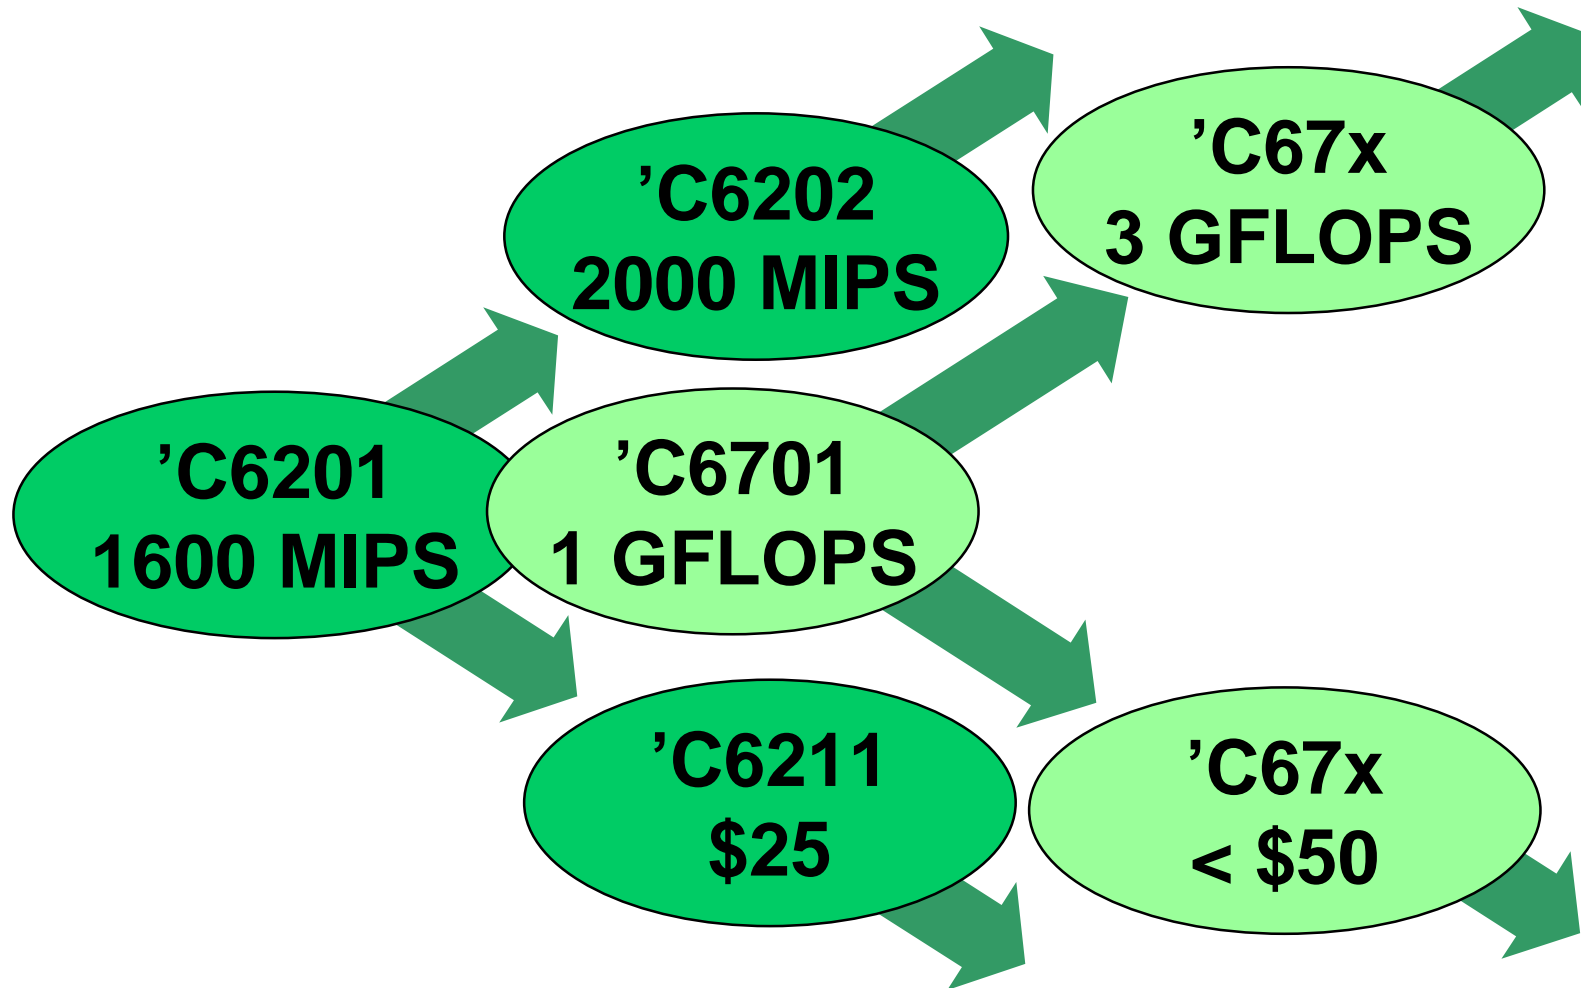 ’C6202
2000 MIPS
’C67x
3 GFLOPS
’C6201
1600 MIPS
’C6701
1 GFLOPS
’C6211
$25
’C67x
< $50